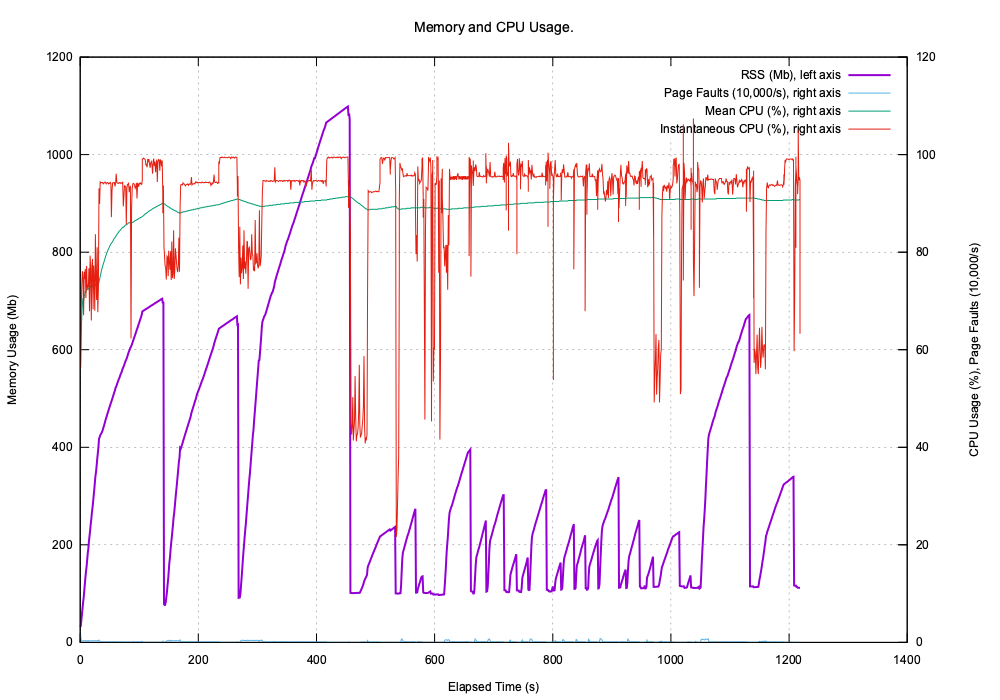 Memory and CPU Usage.
RSS (Mb), left axis
Page Faults (10,000/s), right axis
Mean CPU (%), right axis
Instantaneous CPU (%), right axis
1200
1000
800
600
400
200
0
Memory Usage (Mb)
120
100
80
60
40
20
0
CPU Usage (%), Page Faults (10,000/s)
0 200 400 600 800 1000 1200 1400
Elapsed Time (s)